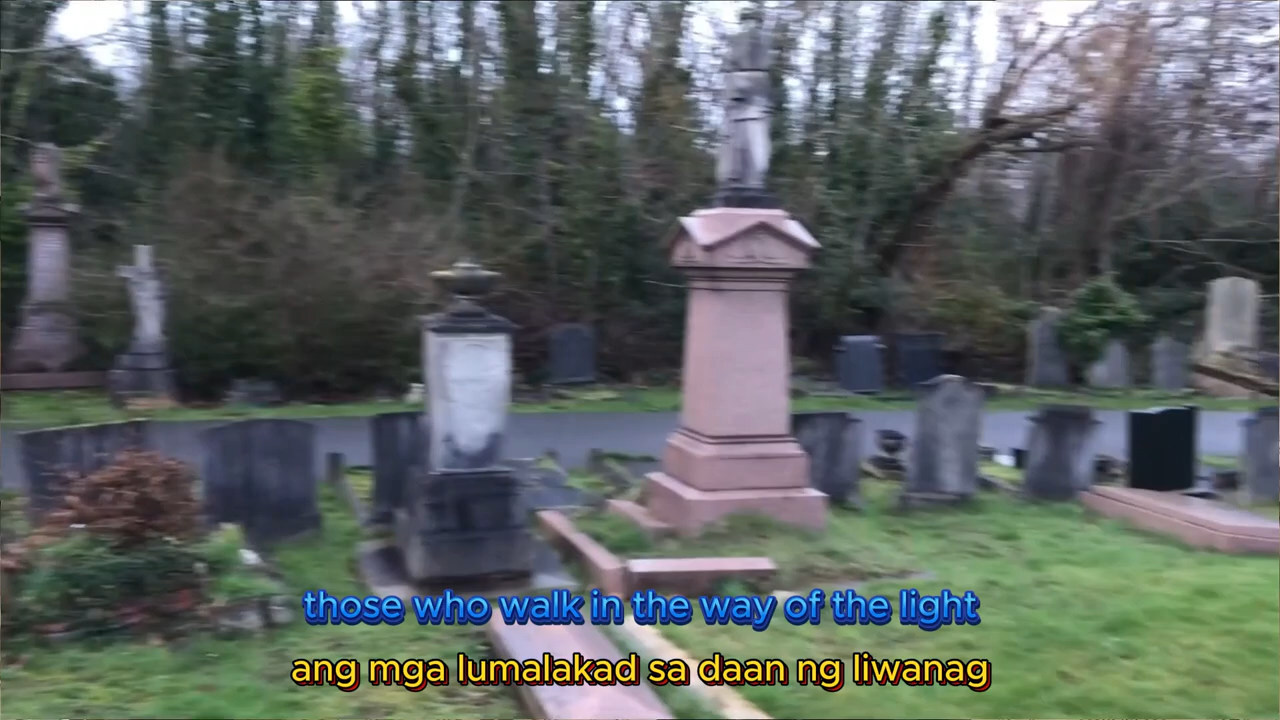 those who walk in the way of the light
ang mga lumalakad sa daan ng liwanag